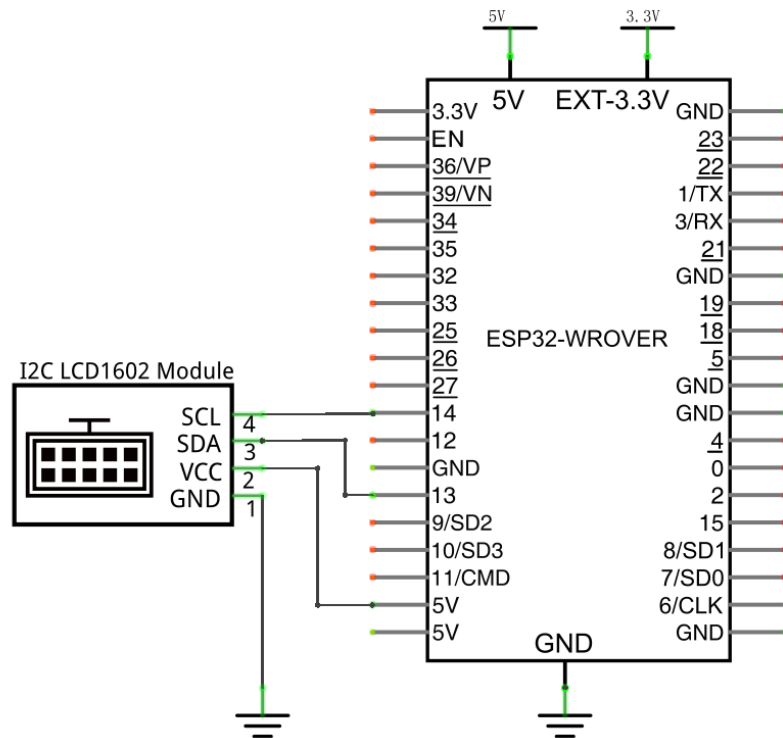 5V
3.3V
5V
EXT-3.3V
3.3V
EN
36/VP
39/VN
34
35
32
33
25
26
27
14
12
GND
13
9/SD2
10/SD3
11/CMD
5V
5V
ESP32-WROVER
GND
23
22
1/TX
3/RX
21
GND
19
18
5
GND
GND
4
0
2
15
8/SD1
7/SD0
6/CLK
GND
GND
I2C LCD1602 Module
SCL 4
SDA 3
VCC 2
GND 1